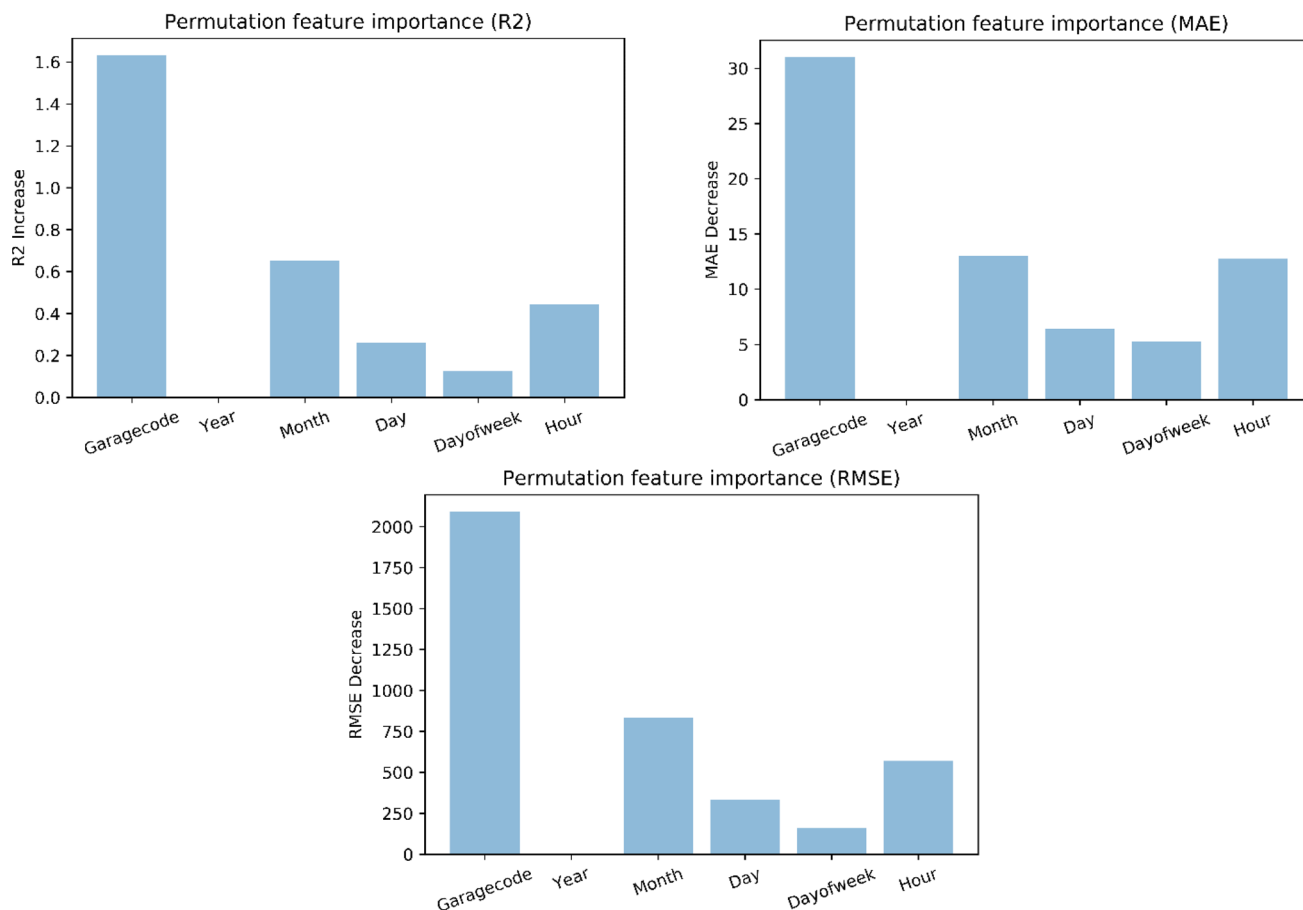 Permutation feature importance (R2)
R2 Increase
1.6
1.4
1.2
1.0
0.8
0.6
0.4
0.2
0.0
Garagecode Year Month Day Dayofweek Hour
Permutation feature importance (MAE)
MAE Decrease
30
25
20
15
10
5
0
Garagecode Year Month Day Dayofweek Hour
Permutation feature importance (RMSE)
RMSE Decrease
2000
1750
1500
1250
1000
750
500
250
0
Garagecode Year Month Day Dayofweek Hour